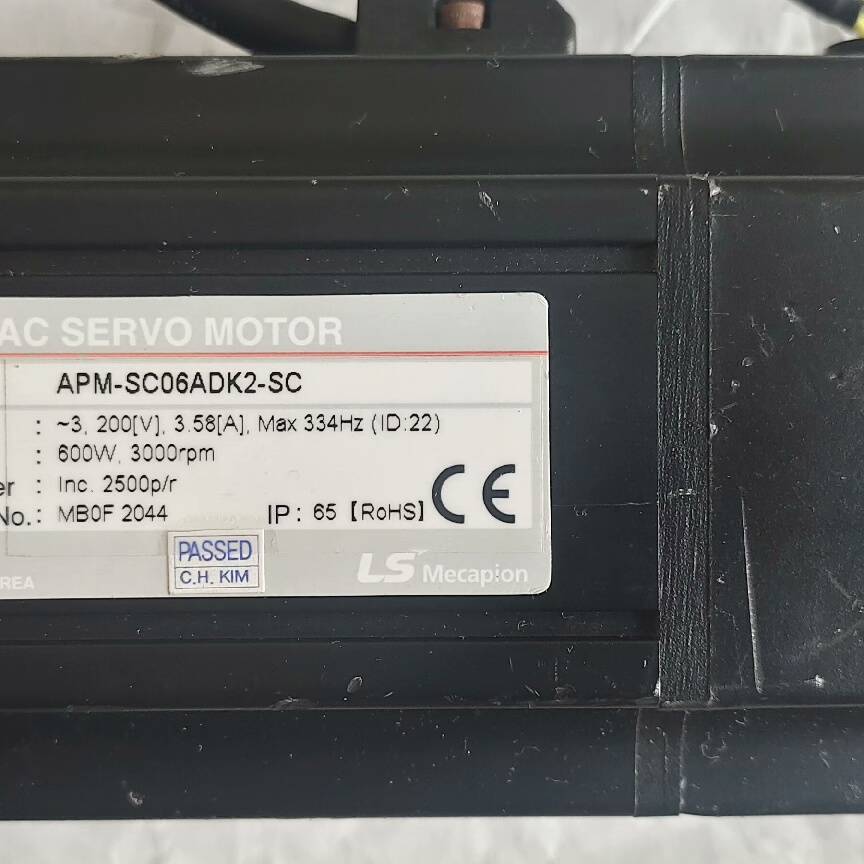 AC SERVO MOTOR
APM-SC06ADK2-SC
: ~3, 200[V], 3.58[A], Max 334Hz (ID:22)
: 600W, 3000rpm
er : Inc. 2500p/r
No. : MB0F 2044 IP : 65 【RoHS】 CE
PASSED
C.H. KIM
REA
LS Mecapion